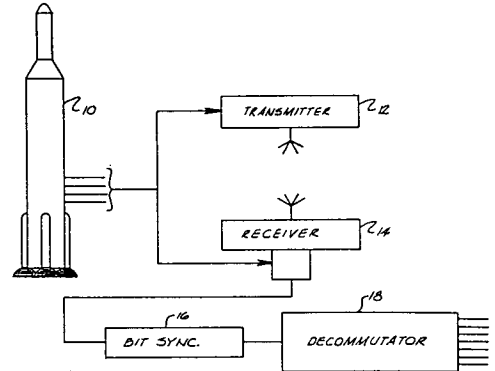 10
TRANSMITTER
12
RECEIVER
14
16
18
BIT SYNC.
DECOMMUTATOR